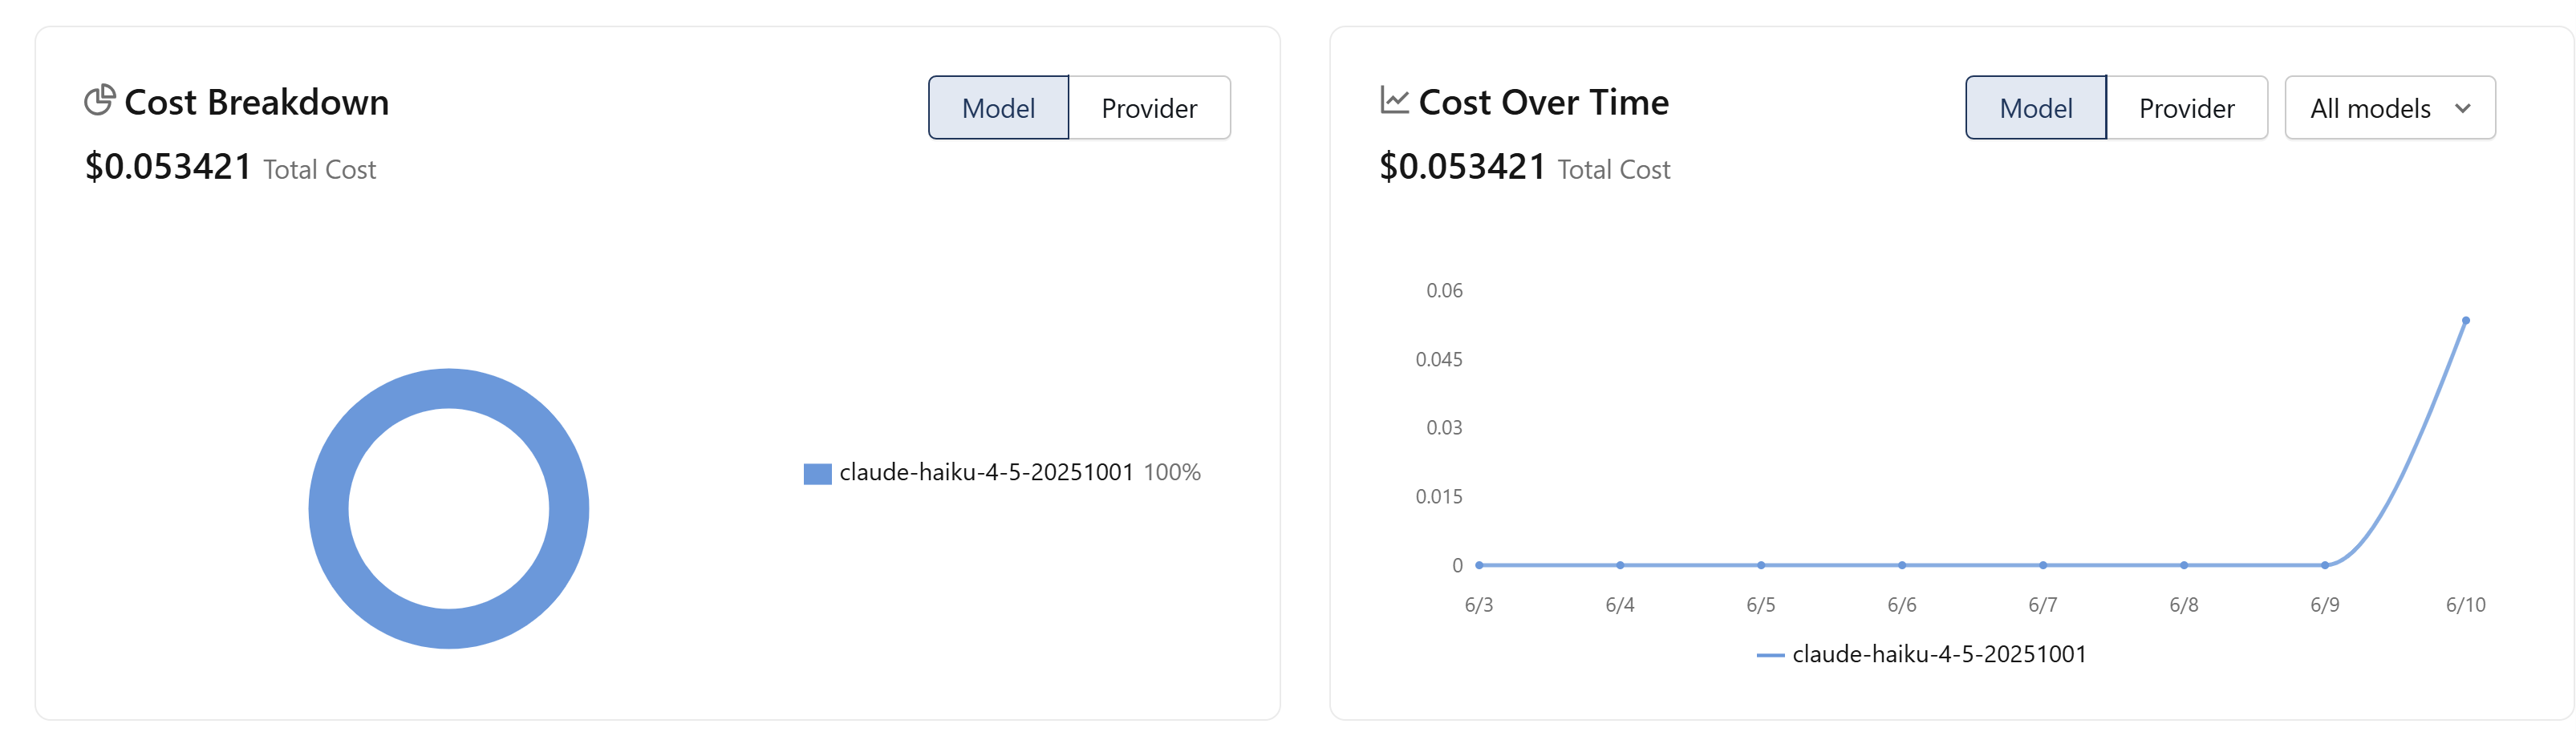 Cost Breakdown
Model
Provider
$0.053421 Total Cost
claude-haiku-4-5-20251001 100%
Cost Over Time
Model
Provider
All models
$0.053421 Total Cost
0.06
0.045
0.03
0.015
0
6/3 6/4 6/5 6/6 6/7 6/8 6/9 6/10
claude-haiku-4-5-20251001